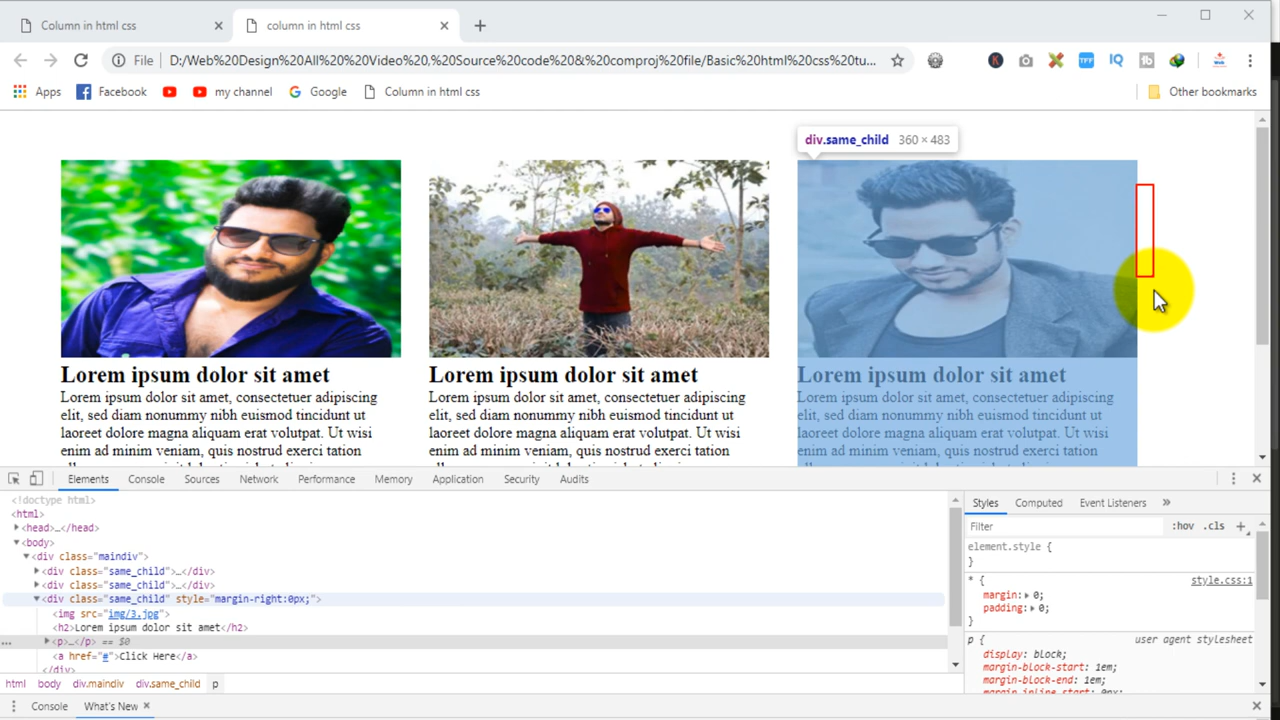 Column in html css
column in html css
File
D:/Web%20Design%20All%20%20Video%20,%20Source%20code%20&%20comproj%20file/Basic%20html%20css%20tu...
Apps
Facebook
my channel
Google
Column in html css
Other bookmarks
div.same_child 360 × 483
Lorem ipsum dolor sit amet
Lorem ipsum dolor sit amet, consectetuer adipiscing
elit, sed diam nonummy nibh euismod tincidunt ut
laoreet dolore magna aliquam erat volutpat. Ut wisi
enim ad minim veniam, quis nostrud exerci tation
Lorem ipsum dolor sit amet
Lorem ipsum dolor sit amet, consectetuer adipiscing
elit, sed diam nonummy nibh euismod tincidunt ut
laoreet dolore magna aliquam erat volutpat. Ut wisi
enim ad minim veniam, quis nostrud exerci tation
Lorem ipsum dolor sit amet
Lorem ipsum dolor sit amet, consectetuer adipiscing
elit, sed diam nonummy nibh euismod tincidunt ut
laoreet dolore magna aliquam erat volutpat. Ut wisi
enim ad minim veniam, quis nostrud exerci tation
Elements Console Sources Network Performance Memory Application Security Audits
<!doctype html>
<html>
<head>…</head>
<body>
<div class="maindiv">
<div class="same_child">…</div>
<div class="same_child">…</div>
<div class="same_child" style="margin-right:0px;">
<img src="img/3.jpg">
<h2>Lorem ipsum dolor sit amet</h2>
<p>…</p> == $0
<a href="#">Click Here</a>
</div>
html body div.maindiv div.same_child p
Styles Computed Event Listeners »
Filter :hov .cls +
element.style {
}
* { style.css:1
margin: 0;
padding: 0;
}
p { user agent stylesheet
display: block;
margin-block-start: 1em;
margin-block-end: 1em;
margin-inline-start: 0px;
Console What's New ×